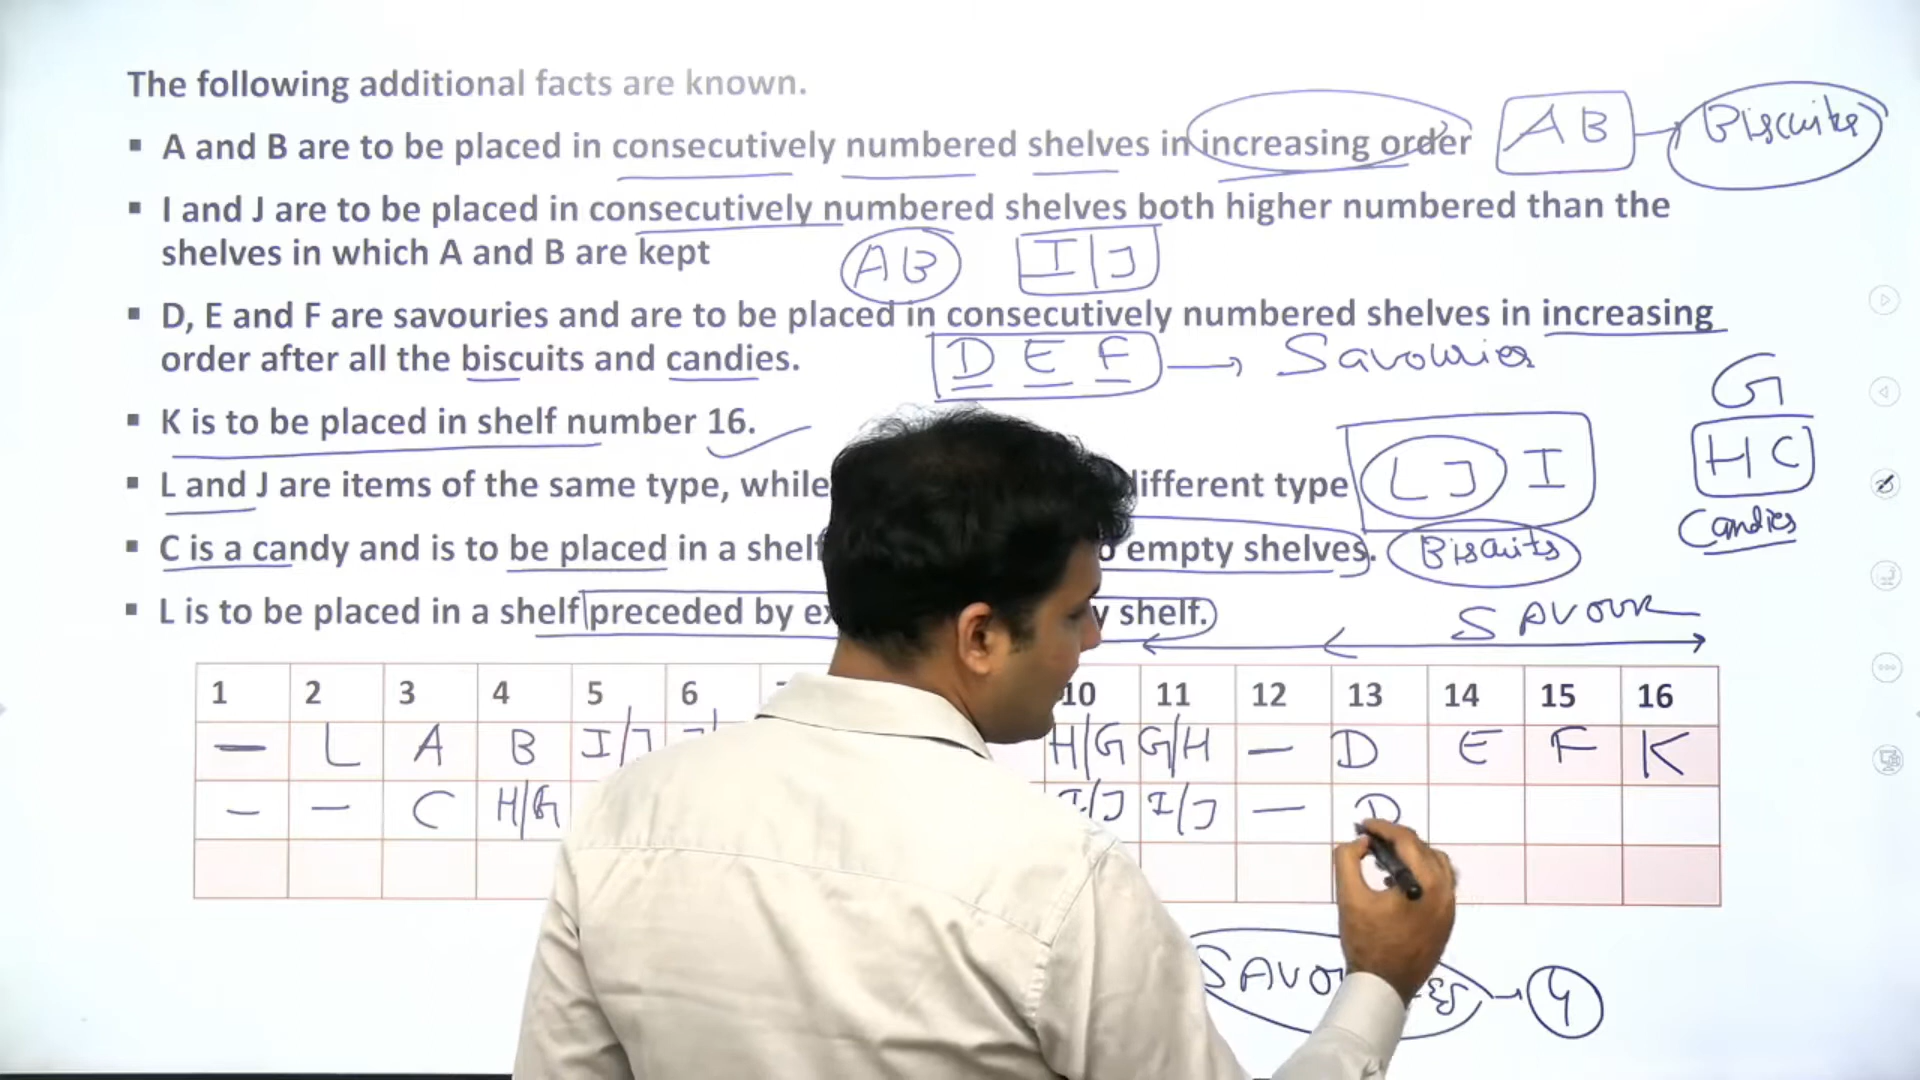 The following additional facts are known.
▪ A and B are to be placed in consecutively numbered shelves in increasing order
AB
Biscuits
▪ I and J are to be placed in consecutively numbered shelves both higher numbered than the
shelves in which A and B are kept
AB
I|J
▪ D, E and F are savouries and are to be placed in consecutively numbered shelves in increasing
order after all the biscuits and candies.
D E F
Savouries
G
▪ K is to be placed in shelf number 16.
HC
Candies
▪ L and J are items of the same type, while different type
LJ I
▪ C is a candy and is to be placed in a empty shelves.
Biscuits
▪ L is to be placed in a shelf preceded by shelf.
SAVOUR
1 2 3 4 5 6 10 11 12 13 14 15 16
— L A B I/J H/G G/H — D E F K
— — C H/G I/J I/J — D
4